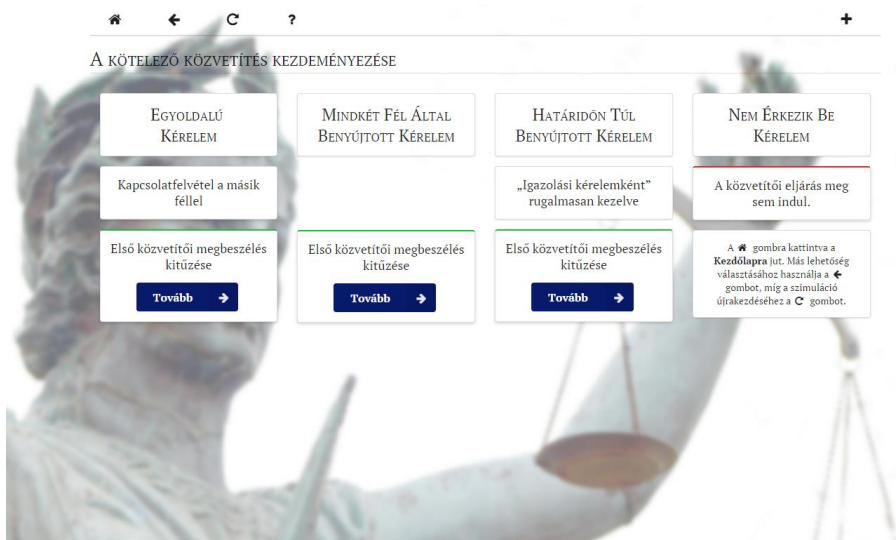 A kötelező közvetítés kezdeményezése
Egyoldalú
Kérelem
Kapcsolatfelvétel a másik
féllel
Első közvetítői megbeszélés
kitűzése
Tovább
Mindkét Fél Által
Benyújtott Kérelem
Első közvetítői megbeszélés
kitűzése
Tovább
Határidőn Túl
Benyújtott Kérelem
„Igazolási kérelemként”
rugalmasan kezelve
Első közvetítői megbeszélés
kitűzése
Tovább
Nem Érkezik Be
Kérelem
A közvetítői eljárás meg
sem indul.
A gombra kattintva a
Kezdőlapra jut. Más lehetőség
választásához használja a
gombot, míg a szimuláció
újrakezdéséhez a gombot.